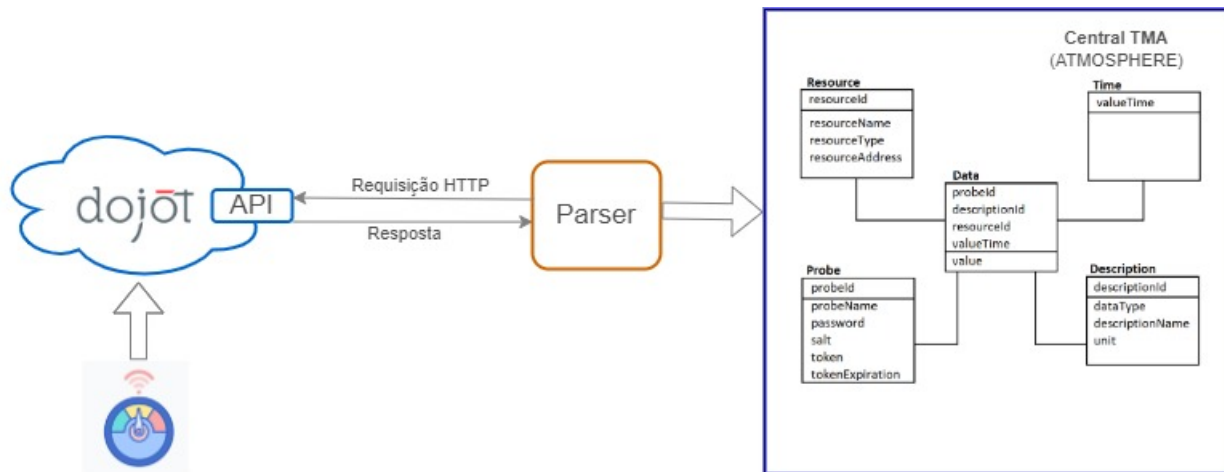 dojot
API
Requisição HTTP
Resposta
Parser
Central TMA
(ATMOSPHERE)
Resource
resourceId
resourceName
resourceType
resourceAddress
Time
valueTime
Data
probeId
descriptionId
resourceId
valueTime
value
Probe
probeId
probeName
password
salt
token
tokenExpiration
Description
descriptionId
dataType
descriptionName
unit